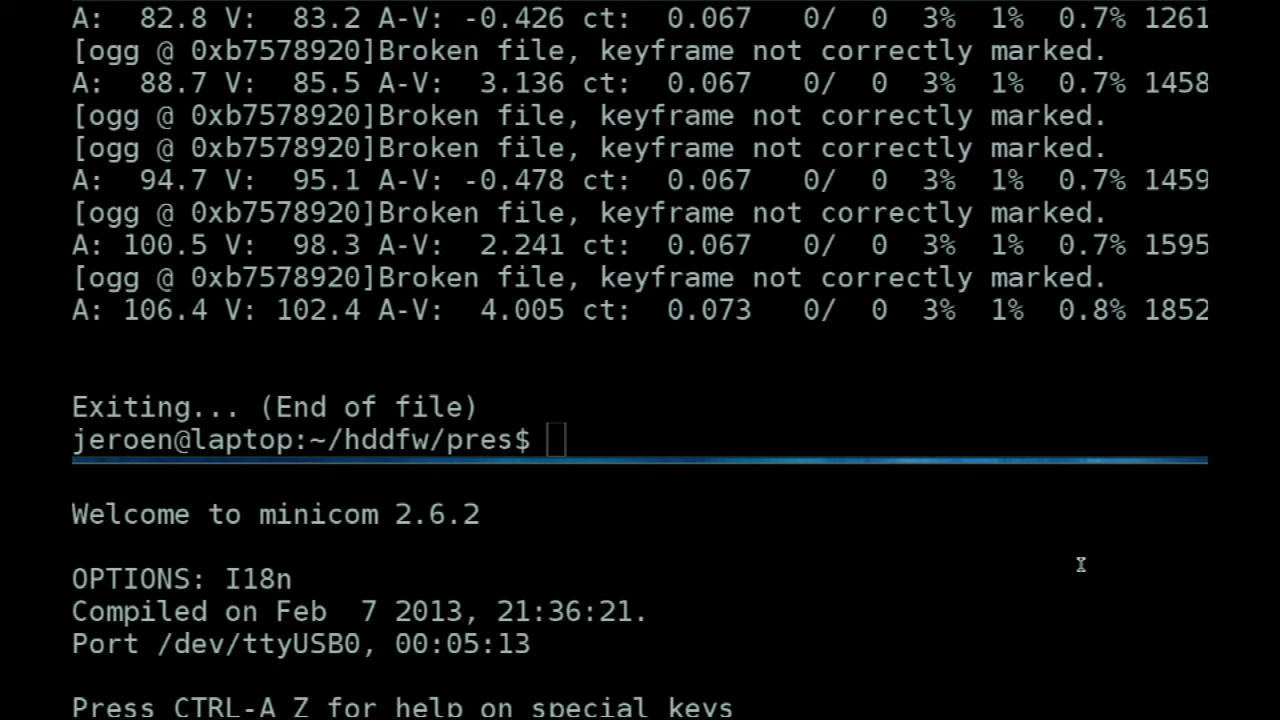 A:  82.8 V:  83.2 A-V: -0.426 ct:  0.067   0/  0  3%  1%  0.7% 1261
[ogg @ 0xb7578920]Broken file, keyframe not correctly marked.
A:  88.7 V:  85.5 A-V:  3.136 ct:  0.067   0/  0  3%  1%  0.7% 1458
[ogg @ 0xb7578920]Broken file, keyframe not correctly marked.
[ogg @ 0xb7578920]Broken file, keyframe not correctly marked.
A:  94.7 V:  95.1 A-V: -0.478 ct:  0.067   0/  0  3%  1%  0.7% 1459
[ogg @ 0xb7578920]Broken file, keyframe not correctly marked.
A: 100.5 V:  98.3 A-V:  2.241 ct:  0.067   0/  0  3%  1%  0.7% 1595
[ogg @ 0xb7578920]Broken file, keyframe not correctly marked.
A: 106.4 V: 102.4 A-V:  4.005 ct:  0.073   0/  0  3%  1%  0.8% 1852
Exiting... (End of file)
jeroen@laptop:~/hddfw/pres$
Welcome to minicom 2.6.2
OPTIONS: I18n
Compiled on Feb  7 2013, 21:36:21.
Port /dev/ttyUSB0, 00:05:13
Press CTRL-A Z for help on special keys